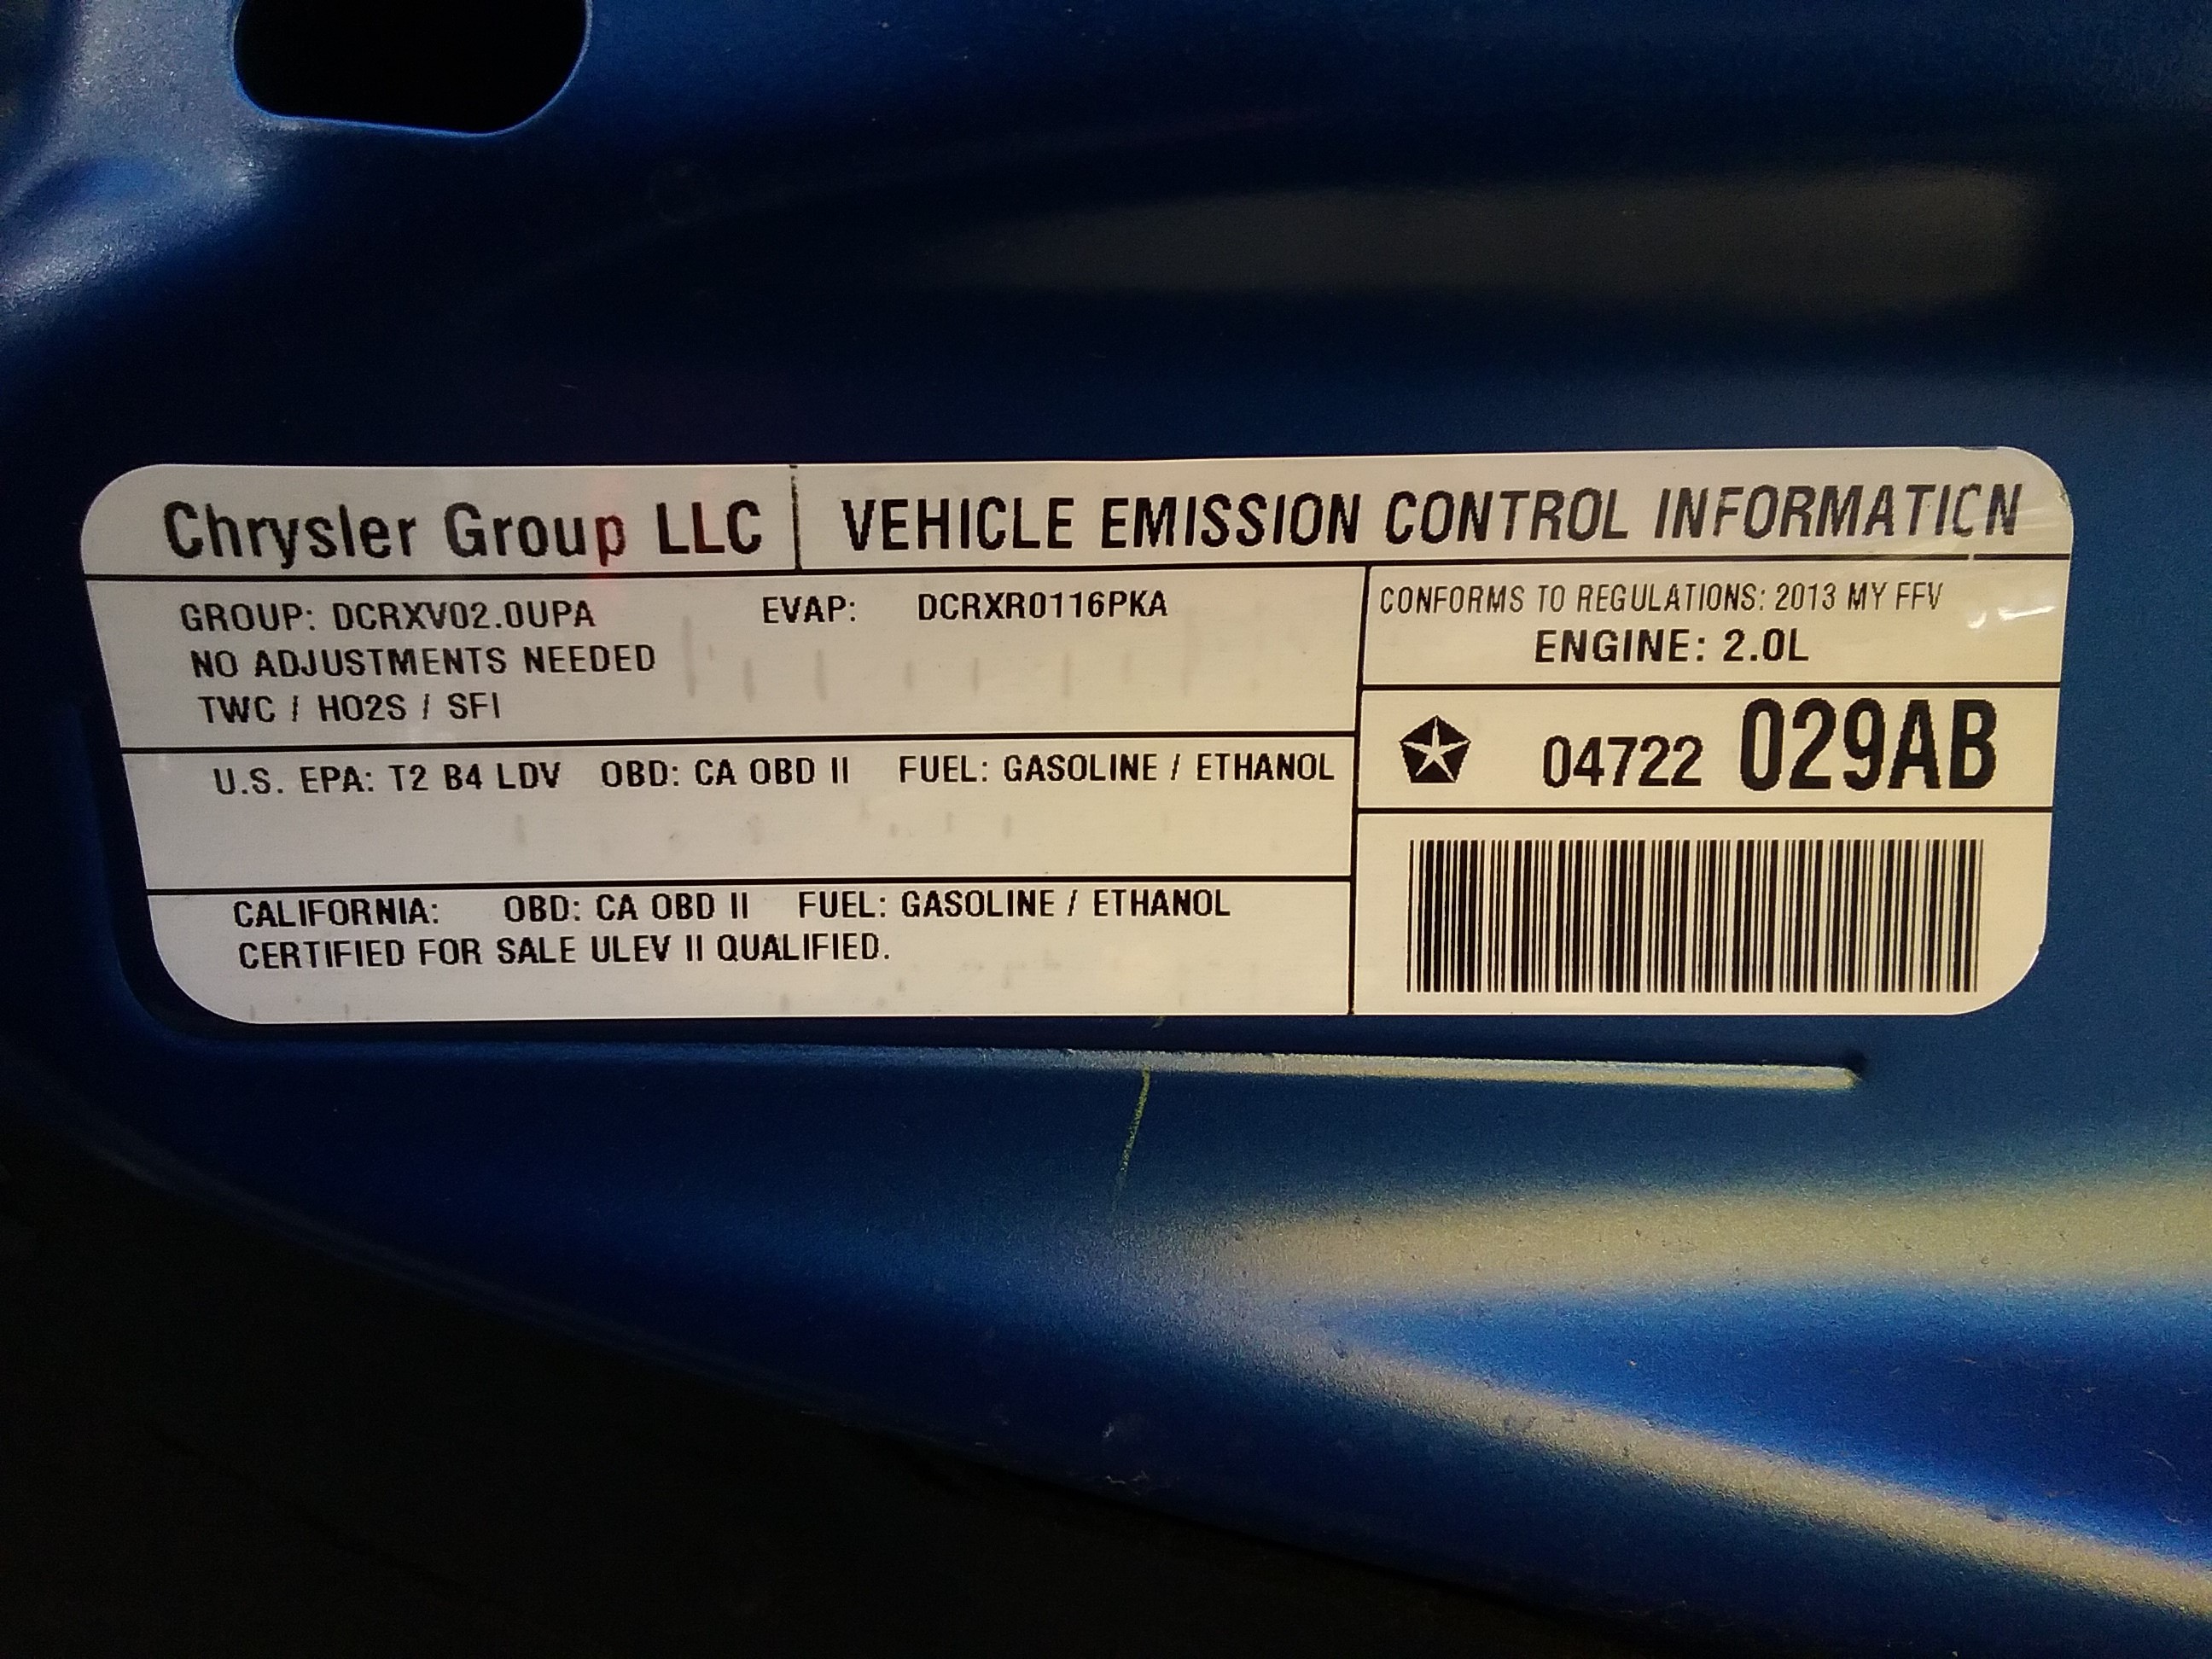 Chrysler Group LLC
VEHICLE EMISSION CONTROL INFORMATION
GROUP: DCRXV02.0UPA EVAP: DCRXR0116PKA
NO ADJUSTMENTS NEEDED
TWC / HO2S / SFI
CONFORMS TO REGULATIONS: 2013 MY FFV
ENGINE: 2.0L
04722 029AB
U.S. EPA: T2 B4 LDV OBD: CA OBD II FUEL: GASOLINE / ETHANOL
CALIFORNIA: OBD: CA OBD II FUEL: GASOLINE / ETHANOL
CERTIFIED FOR SALE ULEV II QUALIFIED.